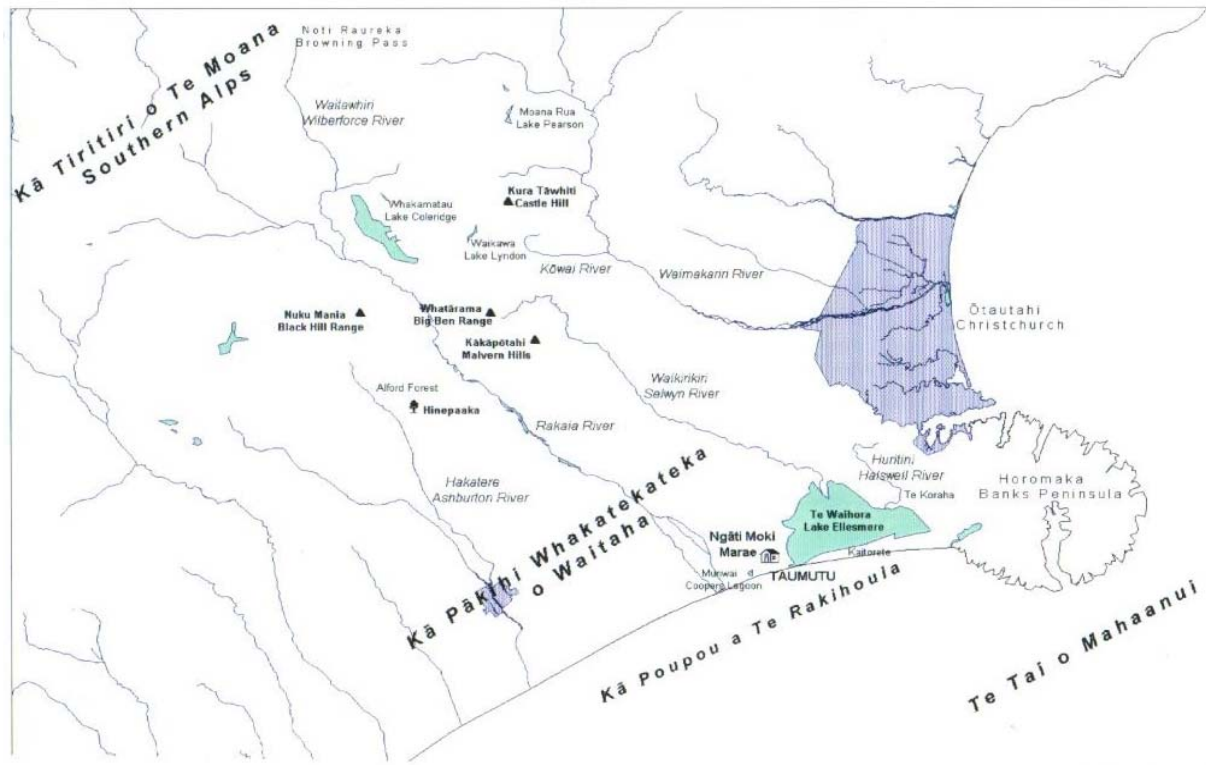 Noti Raureka
Browning Pass
Kā Tiritiri o Te Moana
Southern Alps
Waitawhiri
Wilberforce River
Moana Rua
Lake Pearson
Kura Tāwhiti
Castle Hill
Whakamatau
Lake Coleridge
Waikawa
Lake Lyndon
Kōwai River
Waimakariri River
Nuku Mania
Black Hill Range
Whatārama
Big Ben Range
Kākāpōtahi
Malvern Hills
Ōtautahi
Christchurch
Alford Forest
Hinepaaka
Waikirikiri
Selwyn River
Rakaia River
Hakatere
Ashburton River
Huritini
Halswell River
Te Koraha
Horomaka
Banks Peninsula
Te Waihora
Lake Ellesmere
Kaitorete
Ngāti Moki
Marae
TAUMUTU
Muriwai
Coopers Lagoon
Kā Pākihi Whakatekateka
o Waitaha
Kā Poupou a Te Rakihouia
Te Tai o Mahaanui